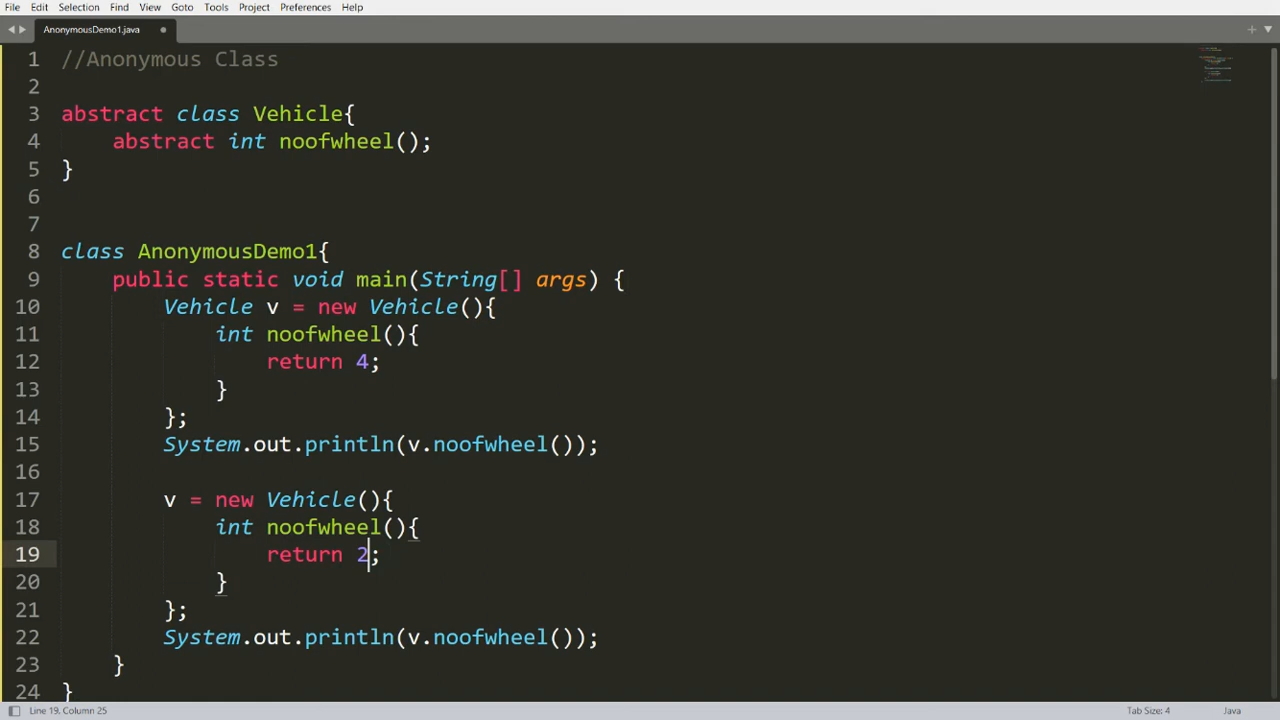 File Edit Selection Find View Goto Tools Project Preferences Help
AnonymousDemo1.java
1 //Anonymous Class
2
3 abstract class Vehicle{
4 abstract int noofwheel();
5 }
6
7
8 class AnonymousDemo1{
9 public static void main(String[] args) {
10 Vehicle v = new Vehicle(){
11 int noofwheel(){
12 return 4;
13 }
14 };
15 System.out.println(v.noofwheel());
16
17 v = new Vehicle(){
18 int noofwheel(){
19 return 2;
20 }
21 };
22 System.out.println(v.noofwheel());
23 }
24 }
Line 19, Column 25 Tab Size: 4 Java